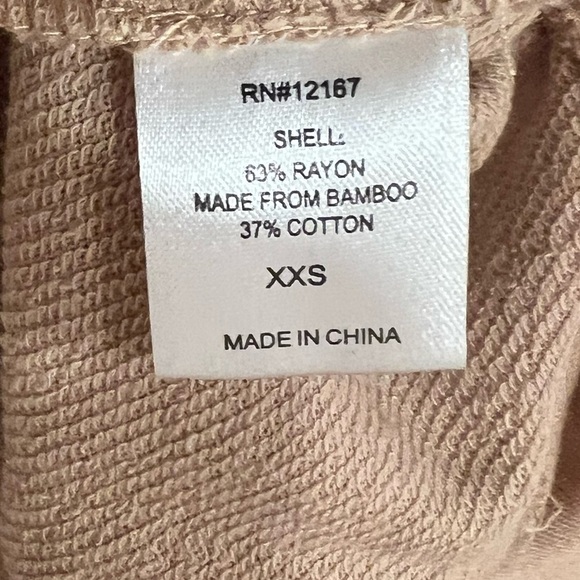 RN#12167
SHELL:
63% RAYON
MADE FROM BAMBOO
37% COTTON
XXS
MADE IN CHINA